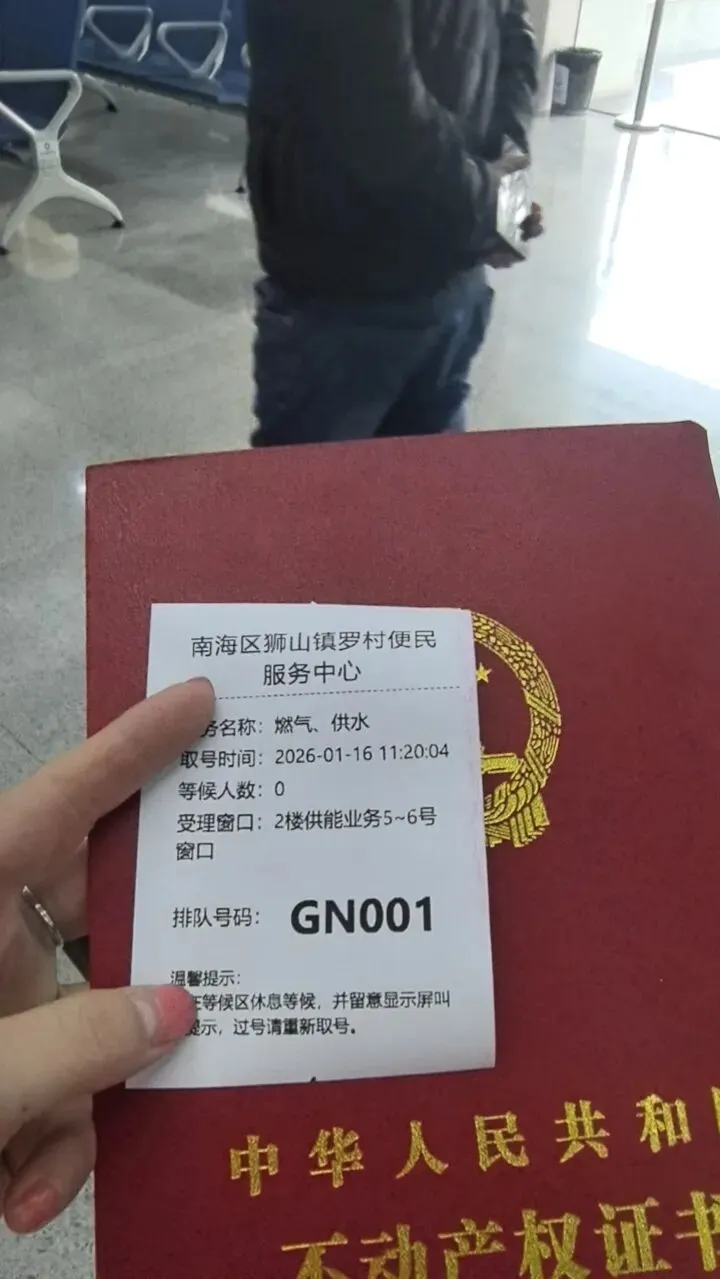 南海区狮山镇罗村便民
服务中心
务名称：燃气、供水
取号时间：2026-01-16 11:20:04
等候人数：0
受理窗口：2楼供能业务5~6号
窗口
排队号码：GN001
温馨提示：
在等候区休息等候，并留意显示屏叫
提示，过号请重新取号。
中华人民共和
不动产权证书